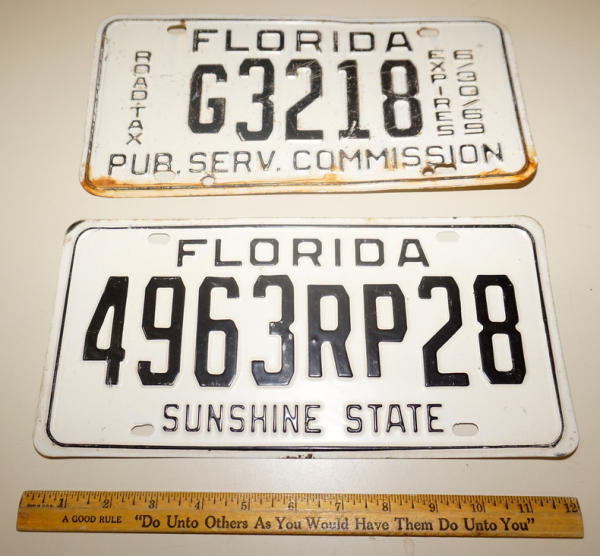 FLORIDA
ROAD TAX
G3218
EXPIRES
6/30/69
PUB. SERV. COMMISSION
FLORIDA
4963RP28
SUNSHINE STATE
1 2 3 4 5 6 7 8 9 10 11 12
A GOOD RULE "Do Unto Others As You Would Have Them Do Unto You"